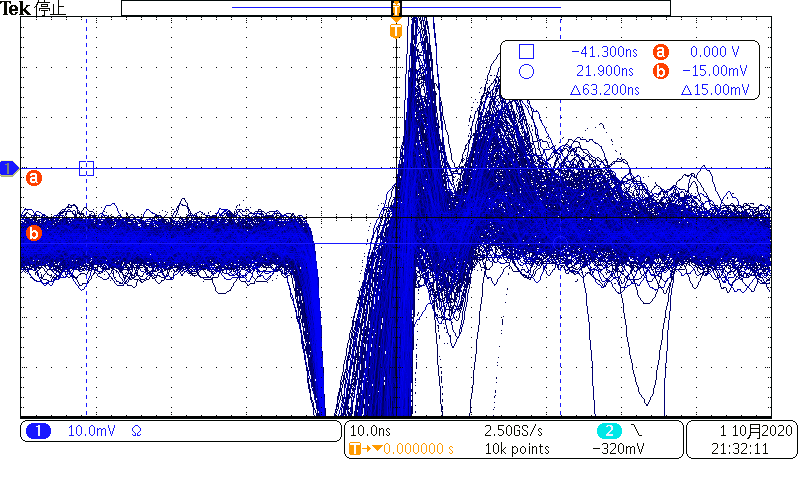 Tek 停止
T
T
-41.300ns a 0.000 V
21.900ns b -15.00mV
Δ63.200ns Δ15.00mV
1
a
b
1 10.0mV Ω
10.0ns 2.50GS/s 2
T→▼0.000000 s 10k points -320mV
1 10月2020
21:32:11